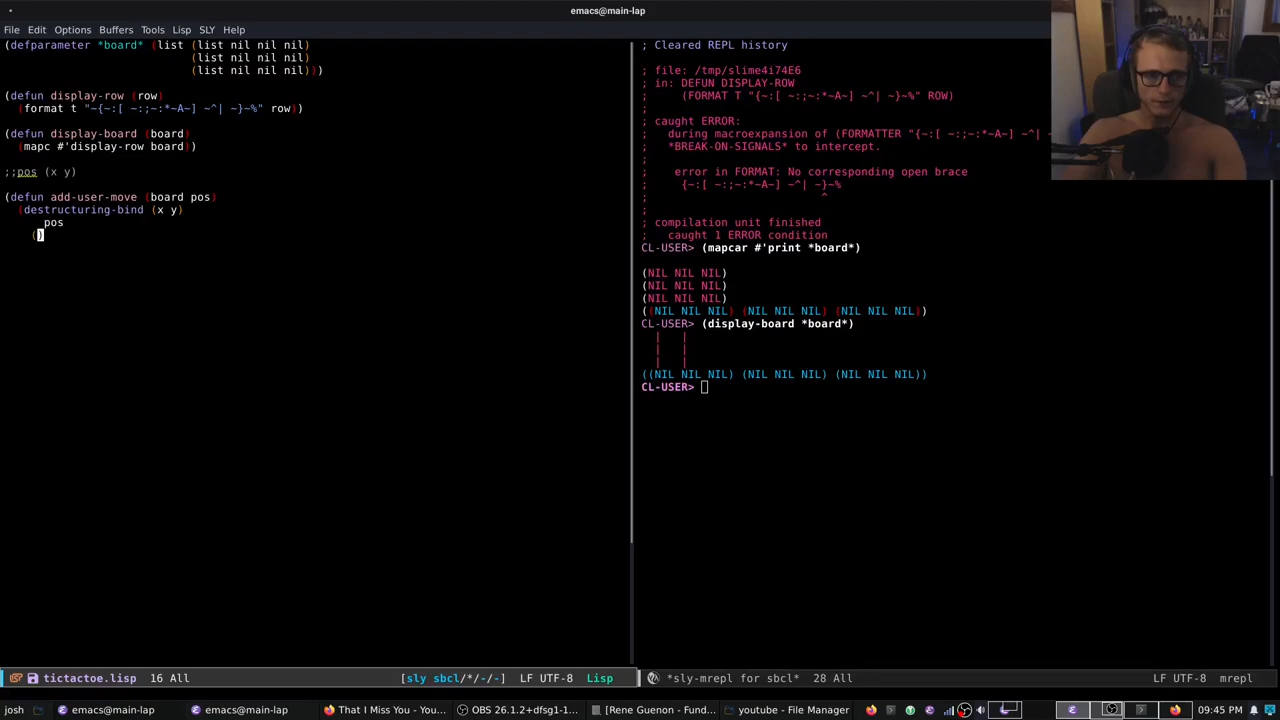 emacs@main-lap
File Edit Options Buffers Tools Lisp SLY Help
(defparameter *board* (list (list nil nil nil)
(list nil nil nil)
(list nil nil nil)))
(defun display-row (row)
(format t "~{~:[ ~:;~:*~A~] ~^| ~}~%" row))
(defun display-board (board)
(mapc #'display-row board))
;;pos (x y)
(defun add-user-move (board pos)
(destructuring-bind (x y)
pos
()
tictactoe.lisp 16 All [sly sbcl/*/-/-] LF UTF-8 Lisp
; Cleared REPL history
; file: /tmp/slime4i74E6
; in: DEFUN DISPLAY-ROW
; (FORMAT T "{~:[ ~:;~:*~A~] ~^| ~}~%" ROW)
;
; caught ERROR:
; during macroexpansion of (FORMATTER "{~:[ ~:;~:*~A~] ~^| ~
; *BREAK-ON-SIGNALS* to intercept.
;
; error in FORMAT: No corresponding open brace
; {~:[ ~:;~:*~A~] ~^| ~}~%
; ^
;
; compilation unit finished
; caught 1 ERROR condition
CL-USER> (mapcar #'print *board*)
(NIL NIL NIL)
(NIL NIL NIL)
(NIL NIL NIL)
((NIL NIL NIL) (NIL NIL NIL) (NIL NIL NIL))
CL-USER> (display-board *board*)
| |
| |
| |
((NIL NIL NIL) (NIL NIL NIL) (NIL NIL NIL))
CL-USER>
*sly-mrepl for sbcl* 28 All LF UTF-8 mrepl
josh emacs@main-lap emacs@main-lap That I Miss You - You... OBS 26.1.2+dfsg1-1... [Rene Guenon - Fund... youtube - File Manager 09:45 PM